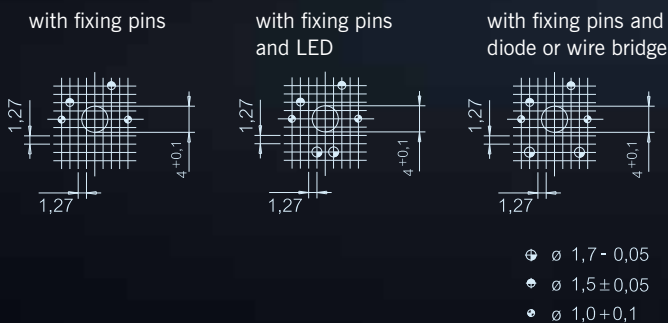 with fixing pins
with fixing pins
and LED
with fixing pins and
diode or wire bridge
1,27
4+0,1
1,27
1,27
4+0,1
1,27
1,27
4+0,1
1,27
ø 1,7 - 0,05
ø 1,5±0,05
ø 1,0+0,1